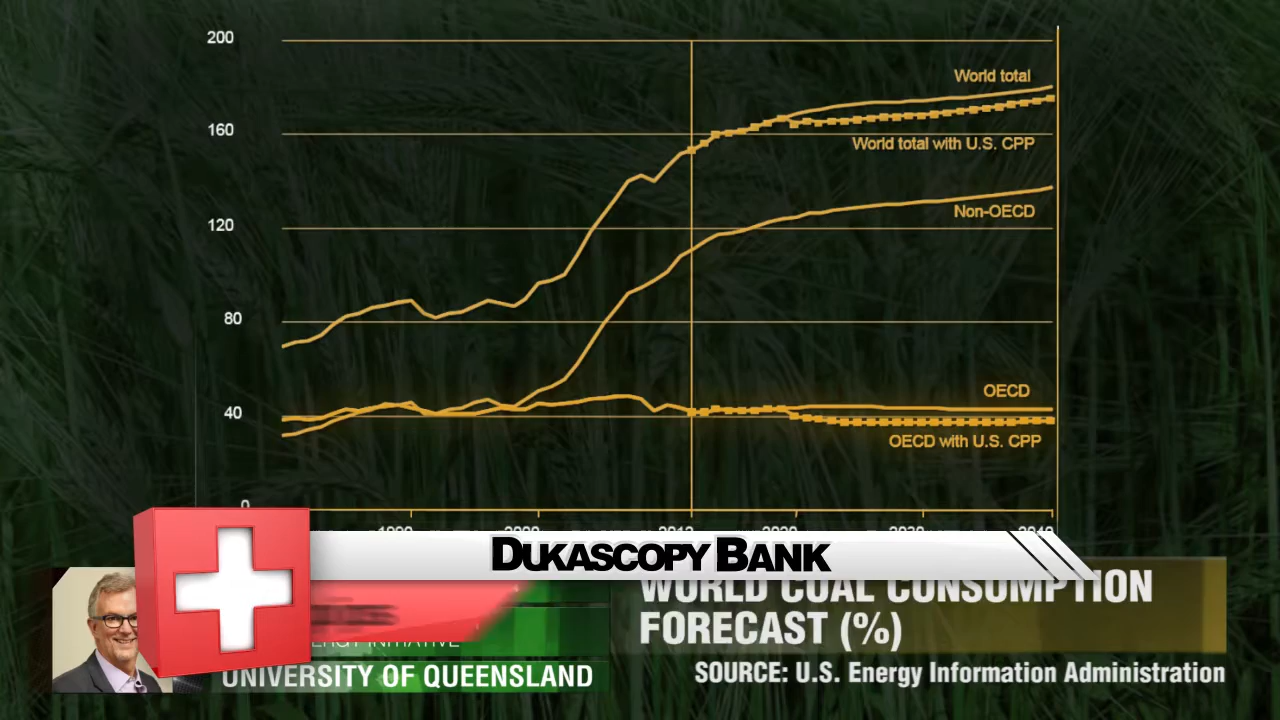 200
World total
160
World total with U.S. CPP
Non-OECD
120
80
OECD
40
OECD with U.S. CPP
0
1990 2000 2012 2020 2030 2040
DUKASCOPY BANK
WORLD COAL CONSUMPTION
FORECAST (%)
INITIATIVE
UNIVERSITY OF QUEENSLAND
SOURCE: U.S. Energy Information Administration